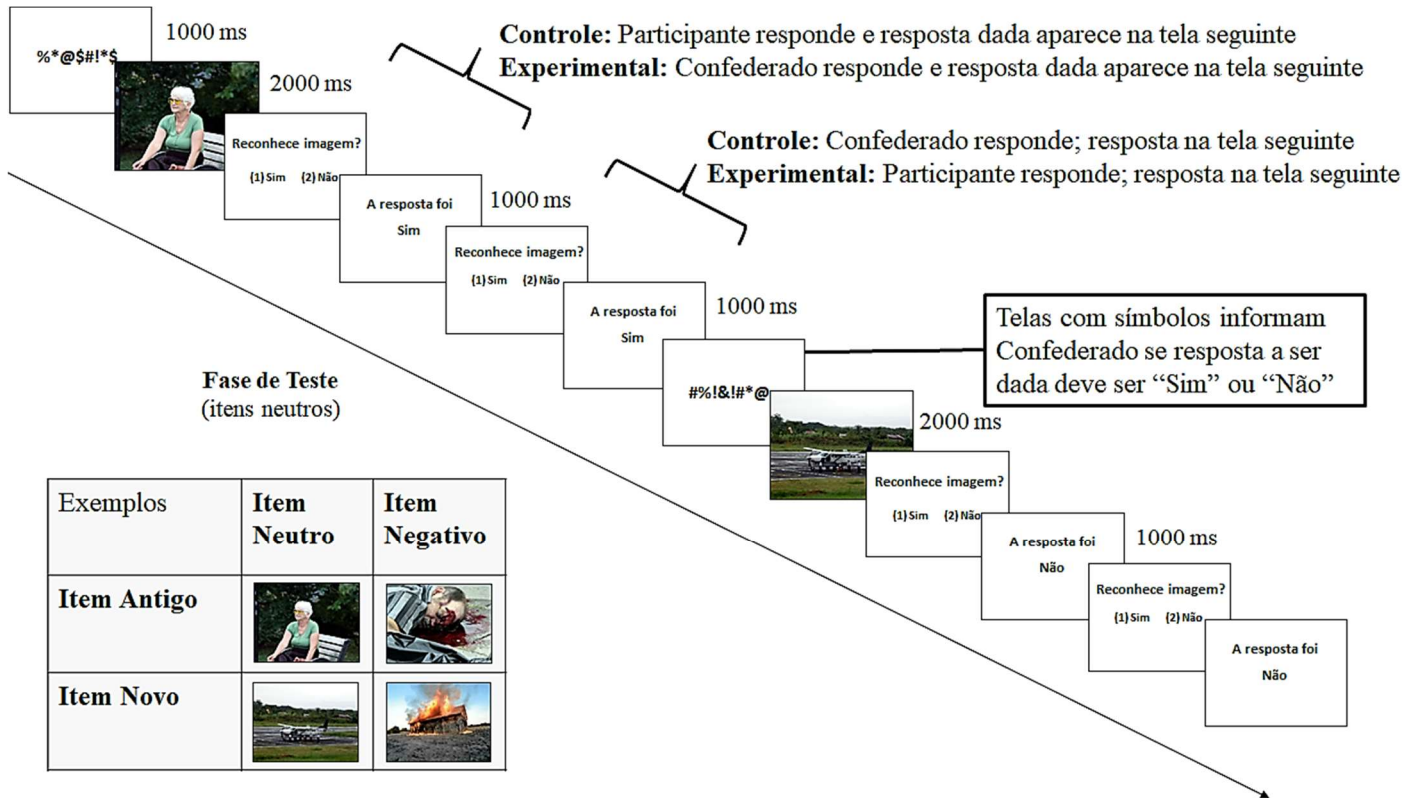 %*@$#!*$
1000 ms
Controle: Participante responde e resposta dada aparece na tela seguinte
Experimental: Confederado responde e resposta dada aparece na tela seguinte
2000 ms
Reconhece imagem?
(1) Sim (2) Não
Controle: Confederado responde; resposta na tela seguinte
Experimental: Participante responde; resposta na tela seguinte
A resposta foi
Sim
1000 ms
Reconhece imagem?
(1) Sim (2) Não
A resposta foi
Sim
1000 ms
#%!&!#*@
Telas com símbolos informam
Confederado se resposta a ser
dada deve ser “Sim” ou “Não”
2000 ms
Reconhece imagem?
(1) Sim (2) Não
A resposta foi
Não
1000 ms
Reconhece imagem?
(1) Sim (2) Não
A resposta foi
Não
Fase de Teste
(itens neutros)
Exemplos
Item
Neutro
Item
Negativo
Item Antigo
Item Novo